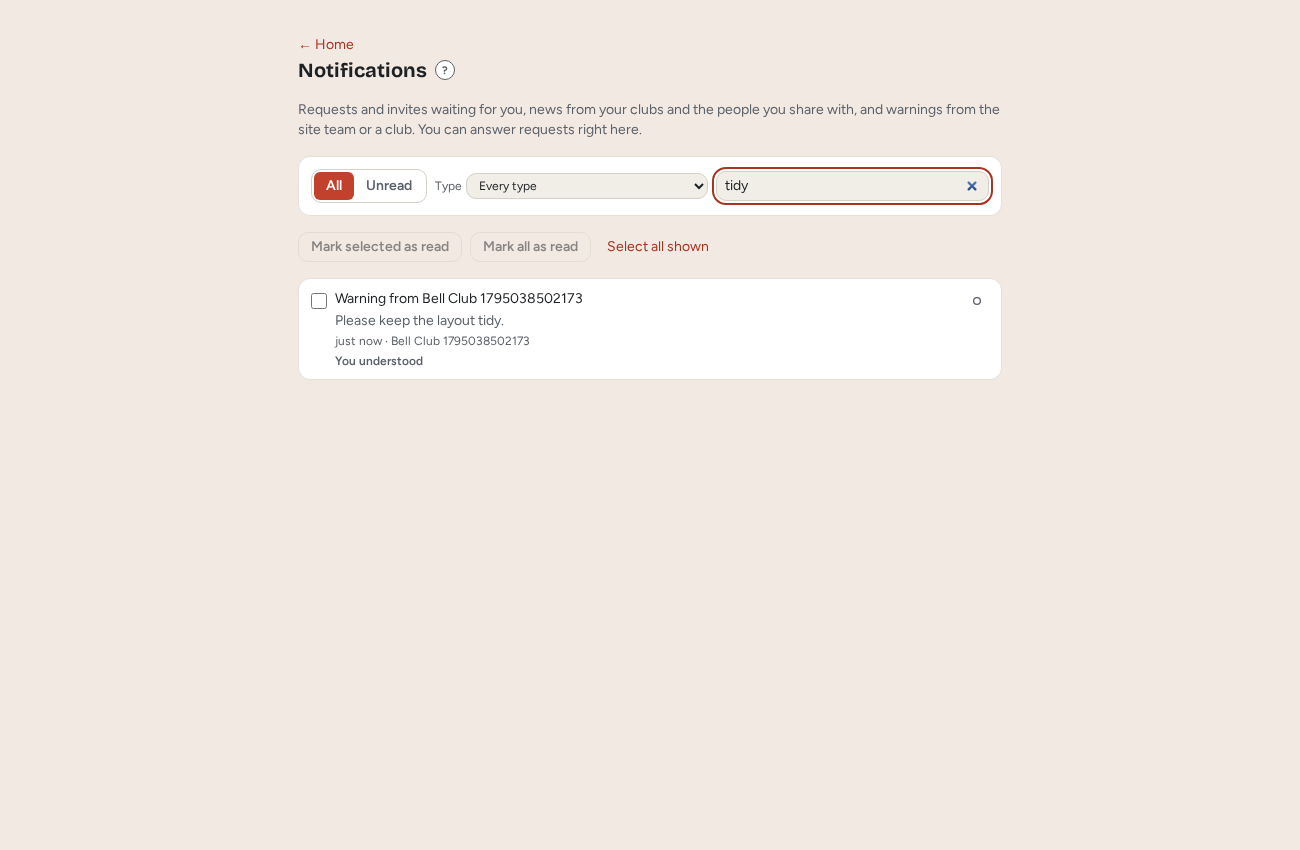 ← Home
Notifications ?
Requests and invites waiting for you, news from your clubs and the people you share with, and warnings from the
site team or a club. You can answer requests right here.
All Unread Type Every type tidy
Mark selected as read Mark all as read Select all shown
Warning from Bell Club 1795038502173
Please keep the layout tidy.
just now · Bell Club 1795038502173
You understood